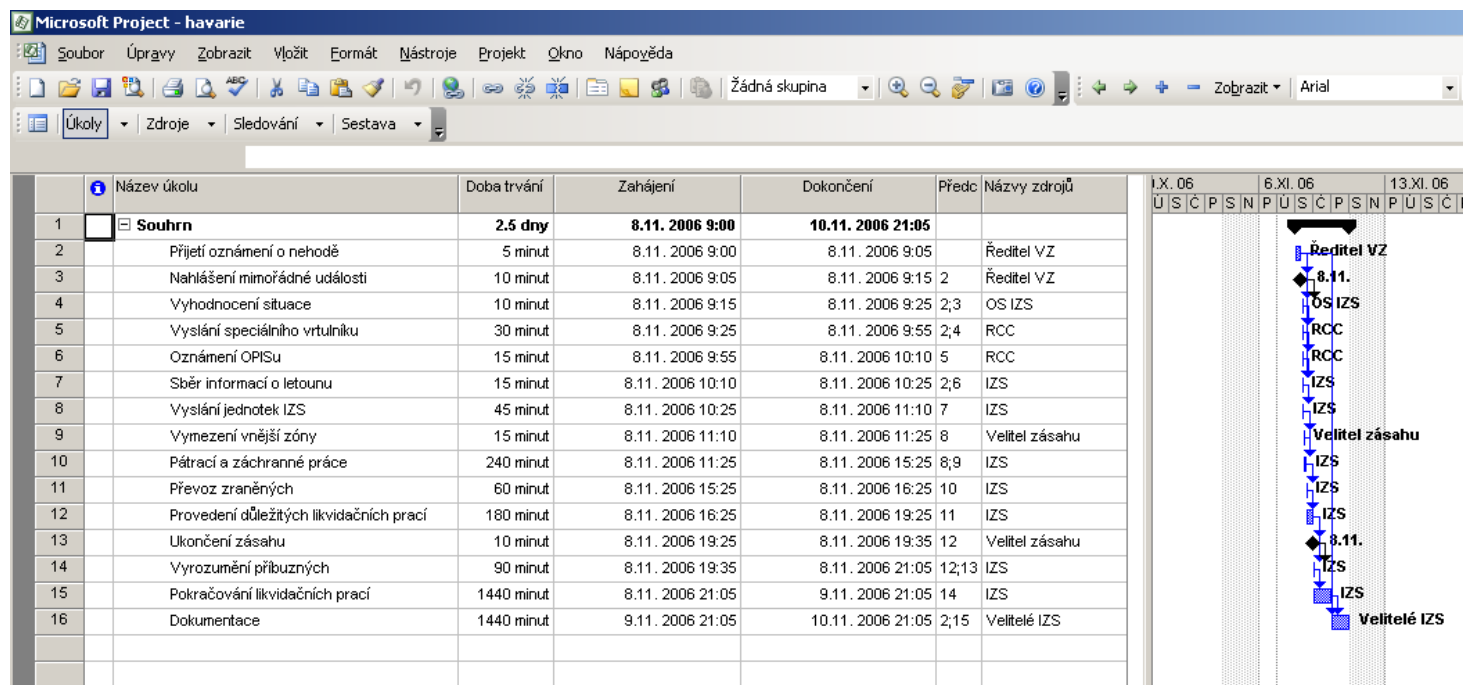 Microsoft Project - havarie
Soubor Úpravy Zobrazit Vložit Formát Nástroje Projekt Okno Nápověda
ABC Žádná skupina Zobrazit Arial
Úkoly Zdroje Sledování Sestava
Název úkolu Doba trvání Zahájení Dokončení Předc Názvy zdrojů I.X. 06 6.XI. 06 13.XI. 06
Ú S Č P S N P Ú S Č P S N P Ú S Č
1 Souhrn 2.5 dny 8.11. 2006 9:00 10.11. 2006 21:05
2 Přijetí oznámení o nehodě 5 minut 8.11. 2006 9:00 8.11. 2006 9:05 Ředitel VZ Ředitel VZ
3 Nahlášení mimořádné události 10 minut 8.11. 2006 9:05 8.11. 2006 9:15 2 Ředitel VZ 8.11.
4 Vyhodnocení situace 10 minut 8.11. 2006 9:15 8.11. 2006 9:25 2;3 OS IZS OS IZS
5 Vyslání speciálního vrtulníku 30 minut 8.11. 2006 9:25 8.11. 2006 9:55 2;4 RCC RCC
6 Oznámení OPISu 15 minut 8.11. 2006 9:55 8.11. 2006 10:10 5 RCC RCC
7 Sběr informací o letounu 15 minut 8.11. 2006 10:10 8.11. 2006 10:25 2;6 IZS IZS
8 Vyslání jednotek IZS 45 minut 8.11. 2006 10:25 8.11. 2006 11:10 7 IZS IZS
9 Vymezení vnější zóny 15 minut 8.11. 2006 11:10 8.11. 2006 11:25 8 Velitel zásahu Velitel zásahu
10 Pátrací a záchranné práce 240 minut 8.11. 2006 11:25 8.11. 2006 15:25 8;9 IZS IZS
11 Převoz zraněných 60 minut 8.11. 2006 15:25 8.11. 2006 16:25 10 IZS IZS
12 Provedení důležitých likvidačních prací 180 minut 8.11. 2006 16:25 8.11. 2006 19:25 11 IZS IZS
13 Ukončení zásahu 10 minut 8.11. 2006 19:25 8.11. 2006 19:35 12 Velitel zásahu 8.11.
14 Vyrozumění příbuzných 90 minut 8.11. 2006 19:35 8.11. 2006 21:05 12;13 IZS IZS
15 Pokračování likvidačních prací 1440 minut 8.11. 2006 21:05 9.11. 2006 21:05 14 IZS IZS
16 Dokumentace 1440 minut 9.11. 2006 21:05 10.11. 2006 21:05 2;15 Velitelé IZS Velitelé IZS